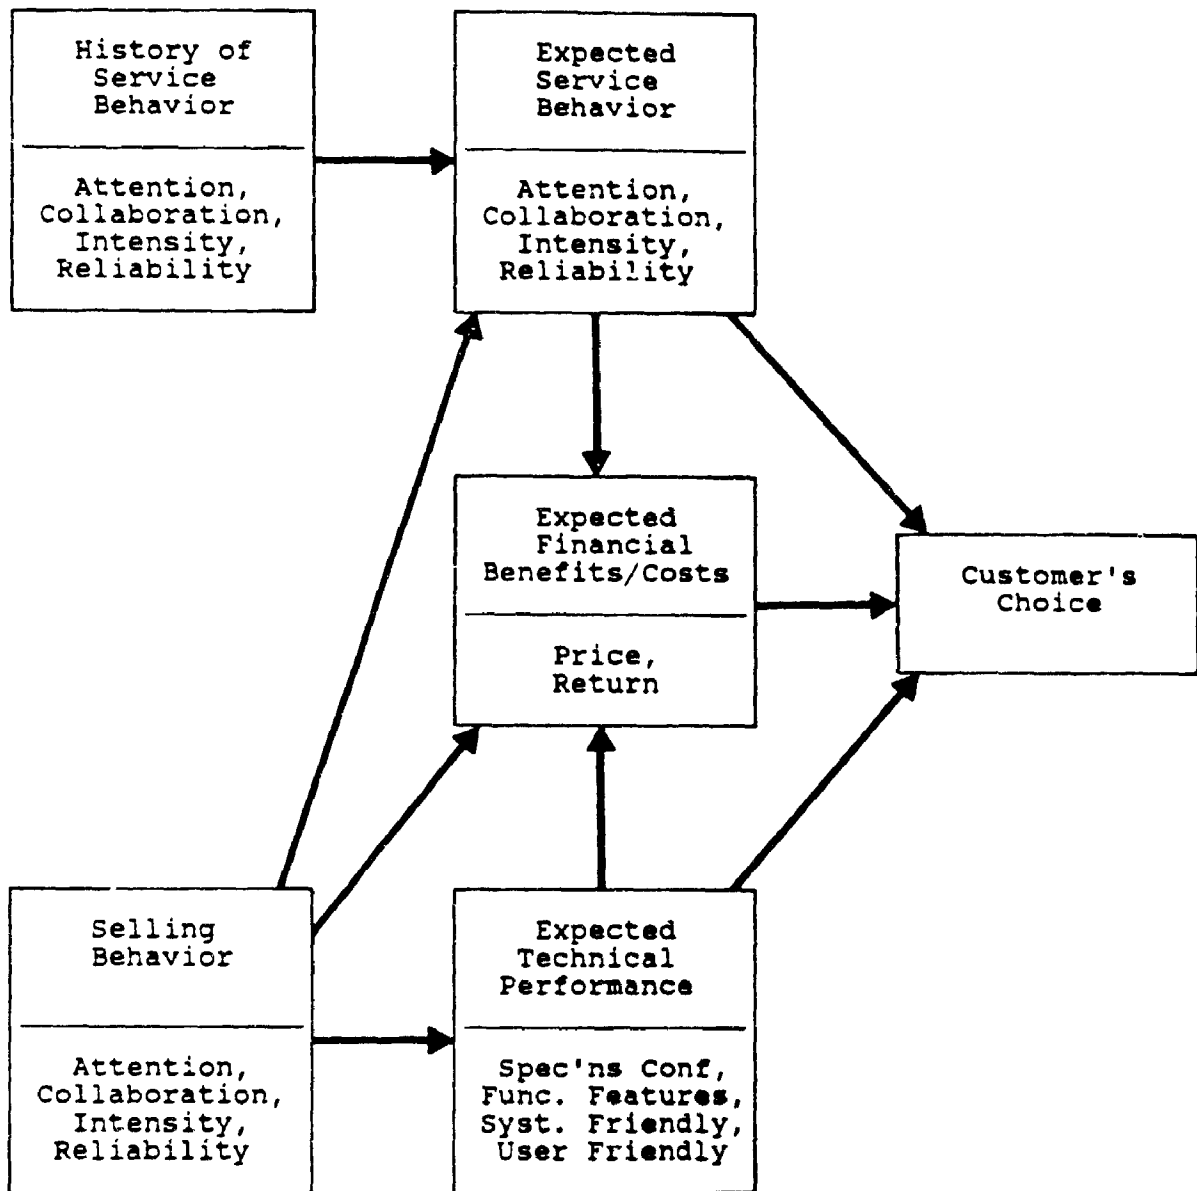 History of
Service
Behavior
Attention,
Collaboration,
Intensity,
Reliability
Expected
Service
Behavior
Attention,
Collaboration,
Intensity,
Reliability
Expected
Financial
Benefits/Costs
Price,
Return
Customer's
Choice
Selling
Behavior
Attention,
Collaboration,
Intensity,
Reliability
Expected
Technical
Performance
Spec'ns Conf,
Func. Features,
Syst. Friendly,
User Friendly